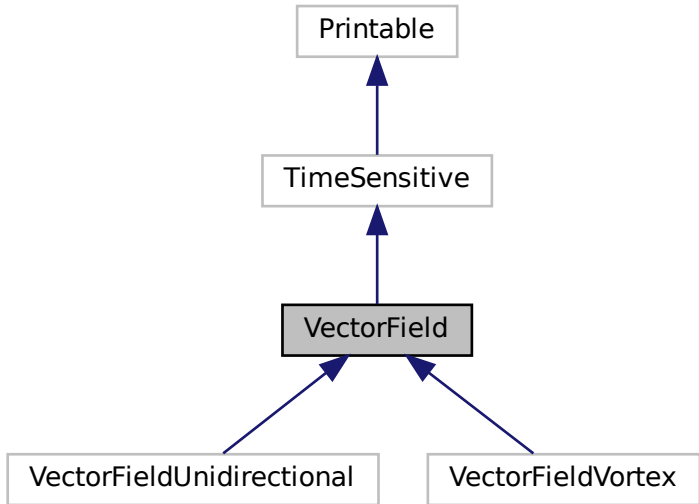 Printable
TimeSensitive
VectorField
VectorFieldUnidirectional
VectorFieldVortex